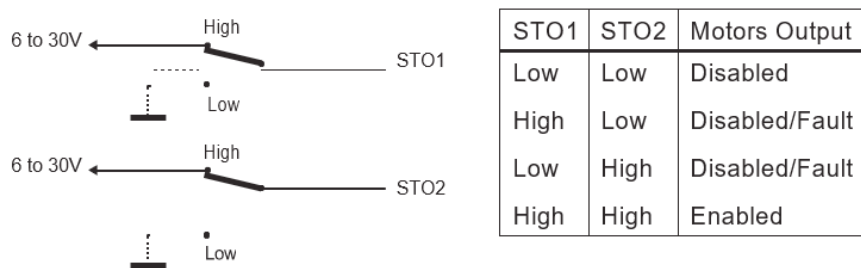 High
6 to 30V
STO1
Low
High
6 to 30V
STO2
Low
STO1 STO2 Motors Output
Low Low Disabled
High Low Disabled/Fault
Low High Disabled/Fault
High High Enabled